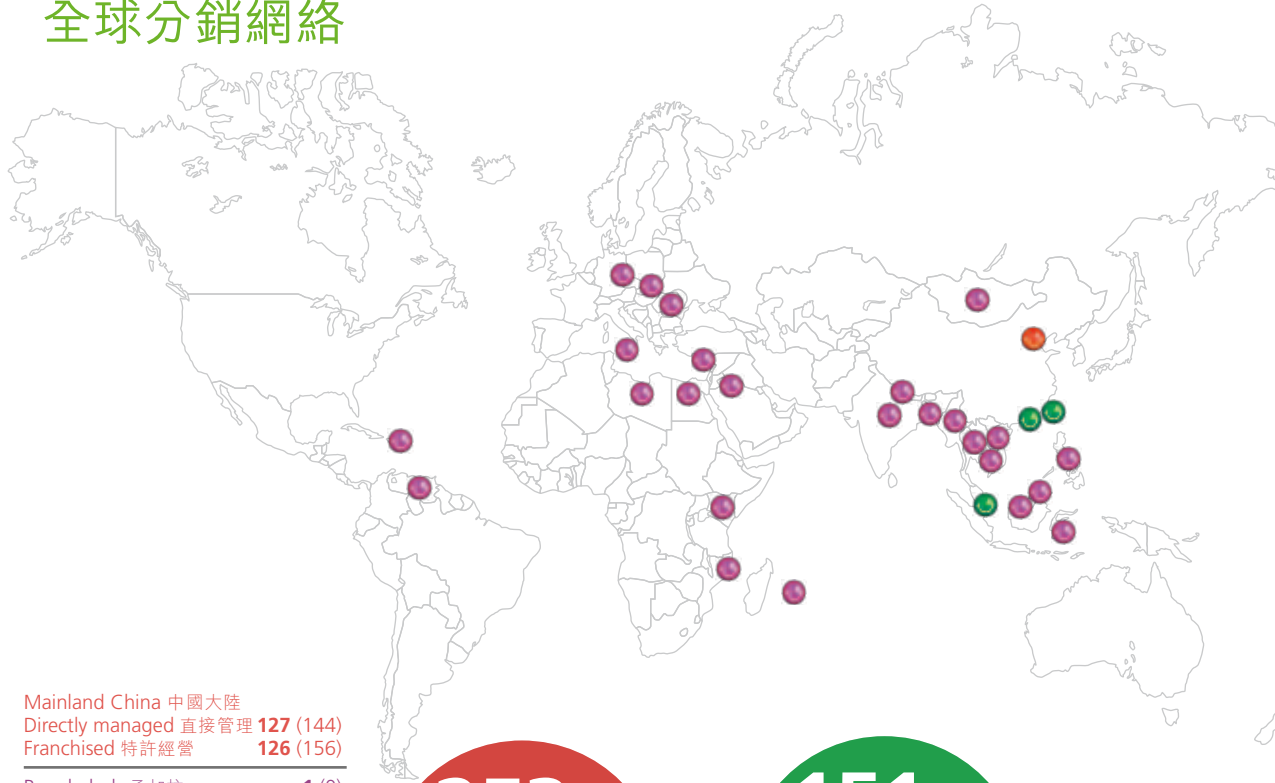 全球分銷網絡
Mainland China 中國大陸
Directly managed 直接管理 127 (144)
Franchised 特許經營 126 (156)